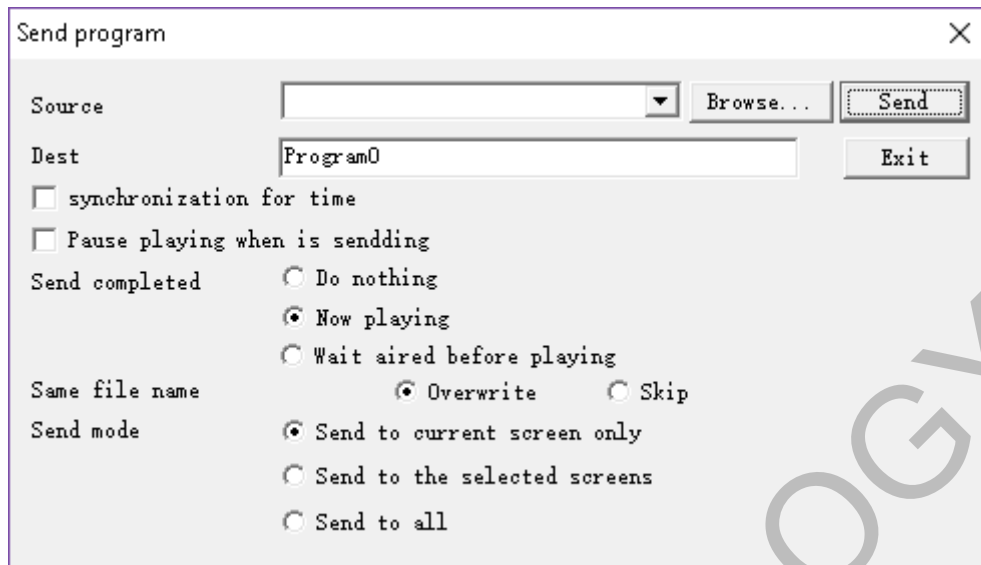 Send program
Source Browse... Send
Dest Program0 Exit
synchronization for time
Pause playing when is sendding
Send completed Do nothing
Now playing
Wait aired before playing
Same file name Overwrite Skip
Send mode Send to current screen only
Send to the selected screens
Send to all
OGY